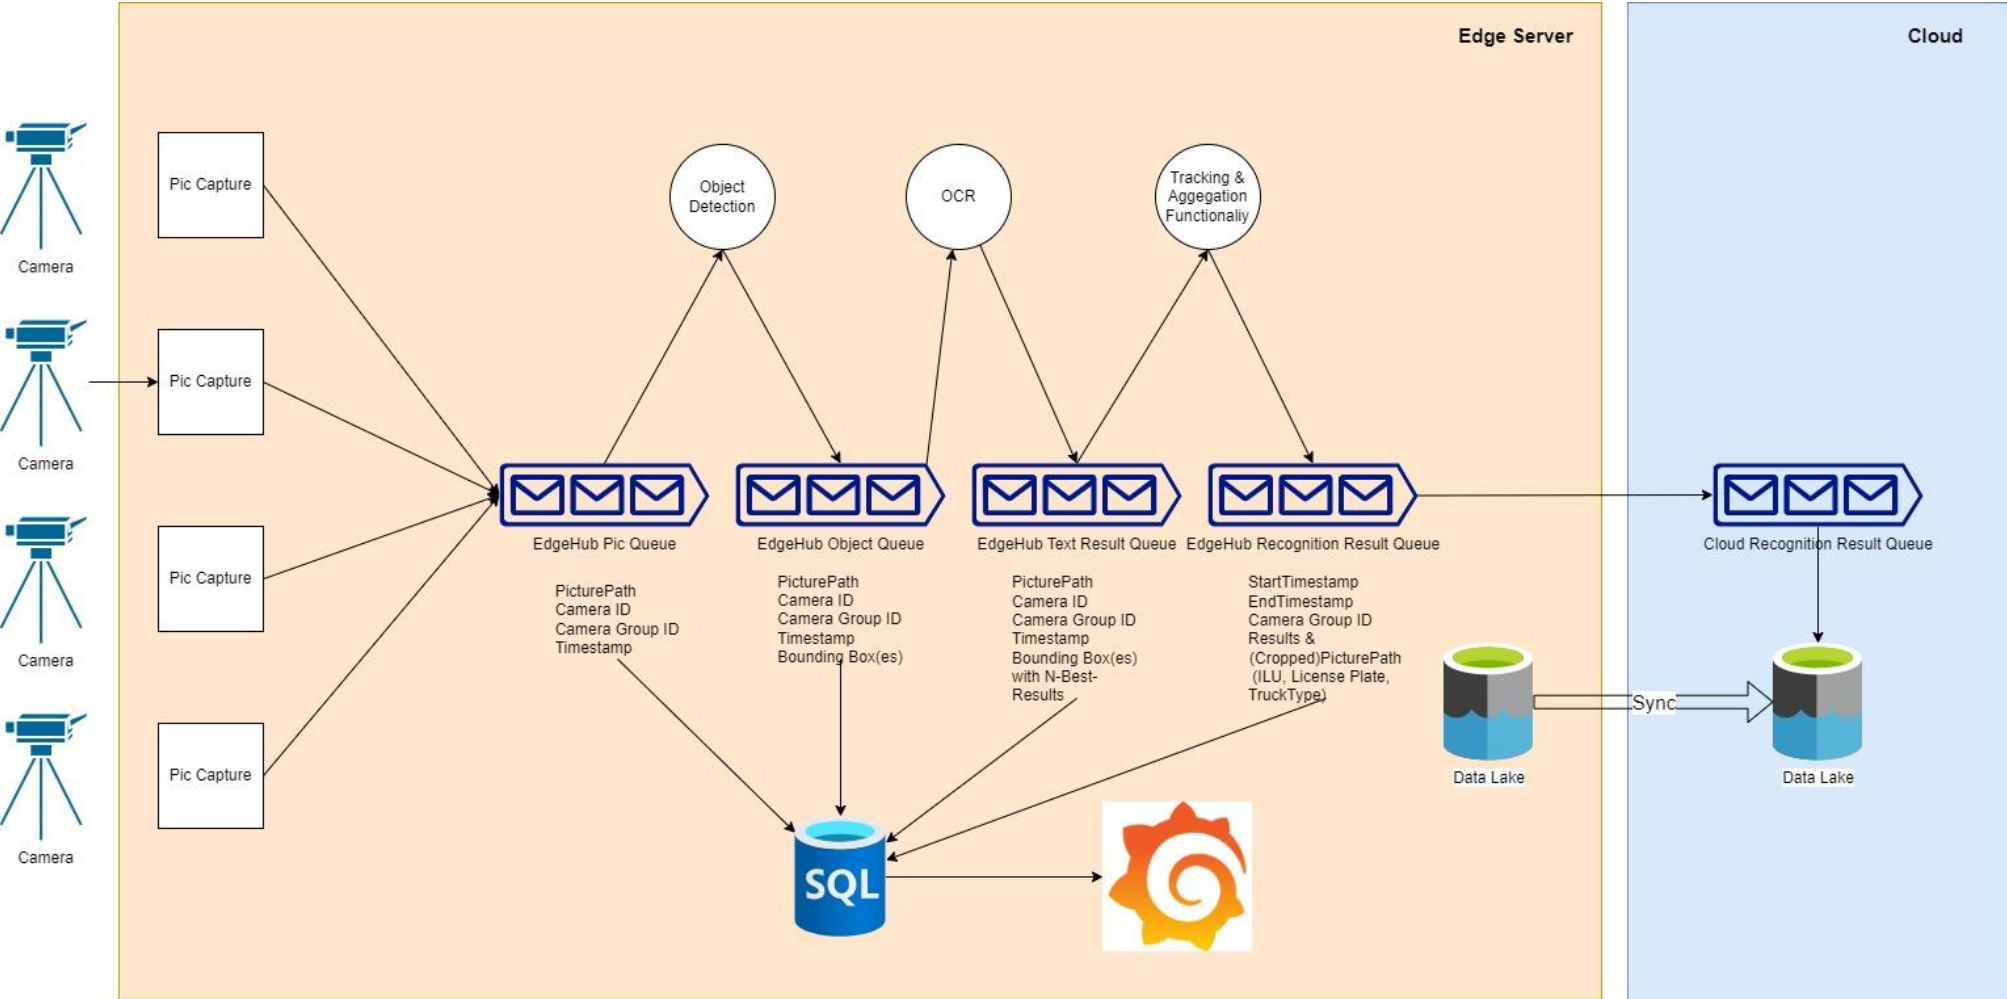 Edge Server
Cloud
Camera
Camera
Camera
Camera
Pic Capture
Pic Capture
Pic Capture
Pic Capture
Object
Detection
OCR
Tracking &
Aggegation
Functionaliy
EdgeHub Pic Queue
EdgeHub Object Queue
EdgeHub Text Result Queue
EdgeHub Recognition Result Queue
Cloud Recognition Result Queue
PicturePath
Camera ID
Camera Group ID
Timestamp
PicturePath
Camera ID
Camera Group ID
Timestamp
Bounding Box(es)
PicturePath
Camera ID
Camera Group ID
Timestamp
Bounding Box(es)
with N-Best-
Results
StartTimestamp
EndTimestamp
Camera Group ID
Results &
(Cropped)PicturePath
(ILU, License Plate,
TruckType)
Sync
Data Lake
Data Lake
SQL